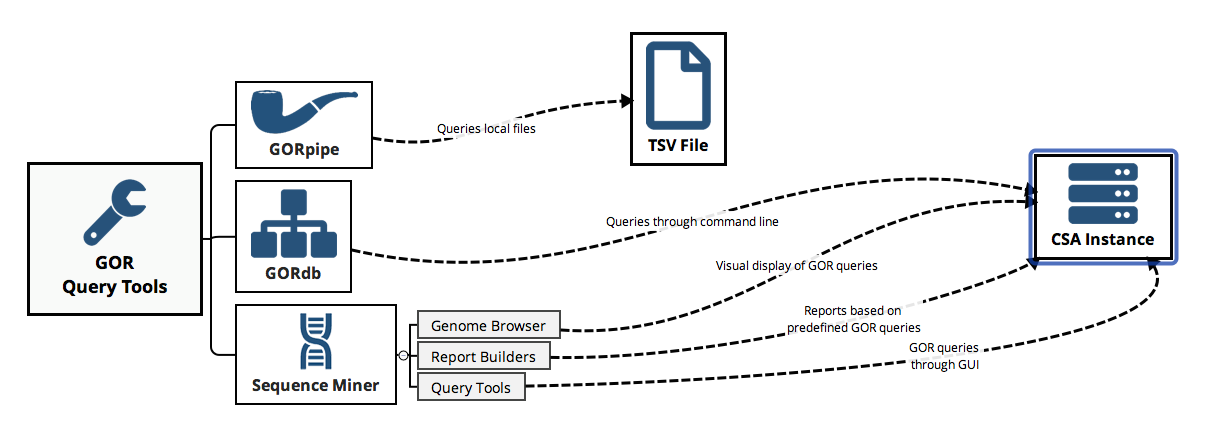 GOR
Query Tools
GORpipe
GORdb
Sequence Miner
Genome Browser
Report Builders
Query Tools
Queries local files
TSV File
Queries through command line
Visual display of GOR queries
Reports based on
predefined GOR queries
GOR queries
through GUI
CSA Instance